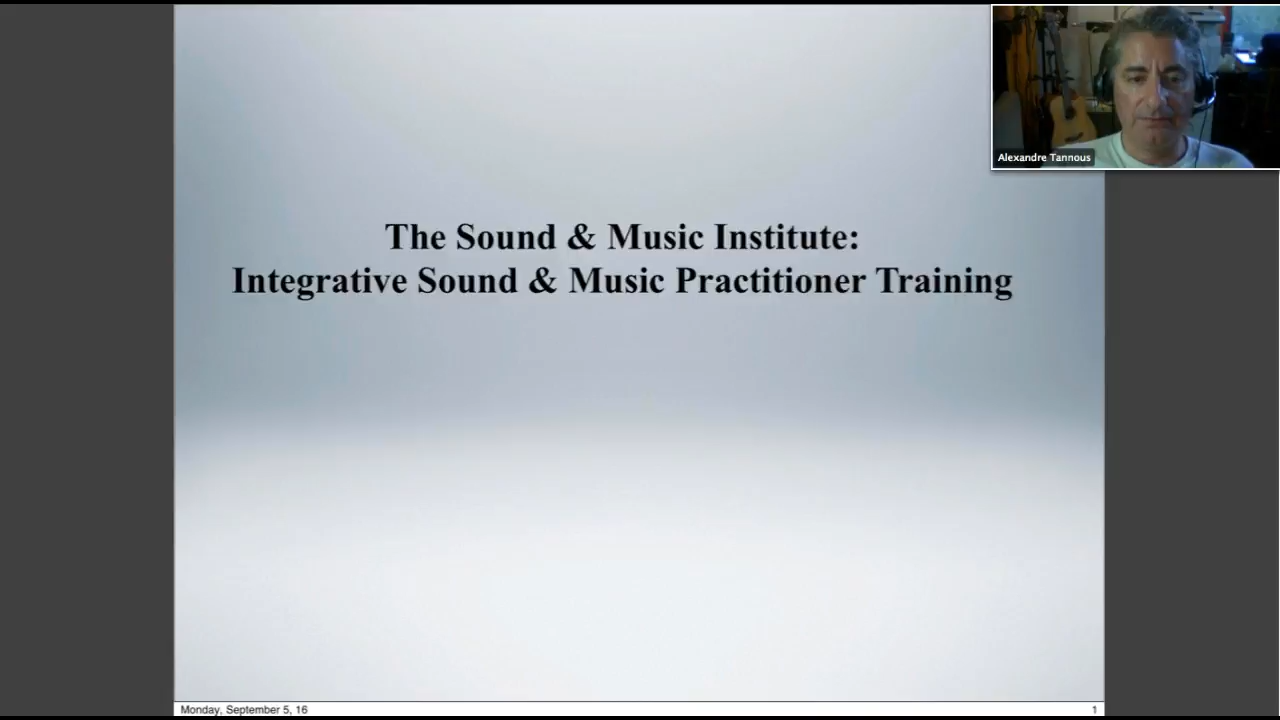 Alexandre Tannous
The Sound & Music Institute:
Integrative Sound & Music Practitioner Training
Monday, September 5, 16
1